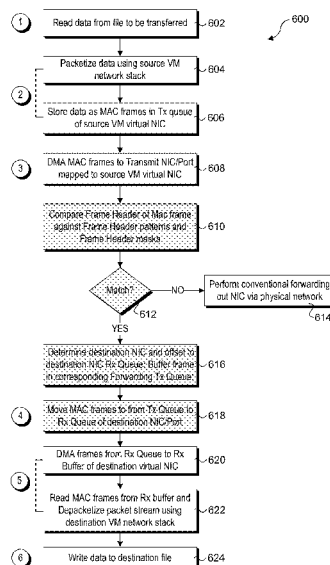 600
1
Read data from file to be transferred
602
Packetize data using source VM
network stack
604
2
Store data as MAC frames in Tx queue
of source VM virtual NIC
606
3
DMA MAC frames to Transmit NIC/Port
mapped to source VM virtual NIC
608
Compare Frame Header of Mac frame
against Frame Header patterns and
Frame Header masks
610
Match?
612
NO
Perform conventional forwarding
out NIC via physical network
614
YES
Determine destination NIC and offset to
destination NIC Rx Queue; Buffer frame
in corresponding Forwarding Tx Queue;
616
4
Move MAC frames to from Tx Queue to
Rx Queue of destination NIC/Port
618
DMA frames from Rx Queue to Rx
Buffer of destination virtual NIC
620
5
Read MAC frames from Rx buffer and
Depacketize packet stream using
destination VM network stack
622
6
Write data to destination file
624